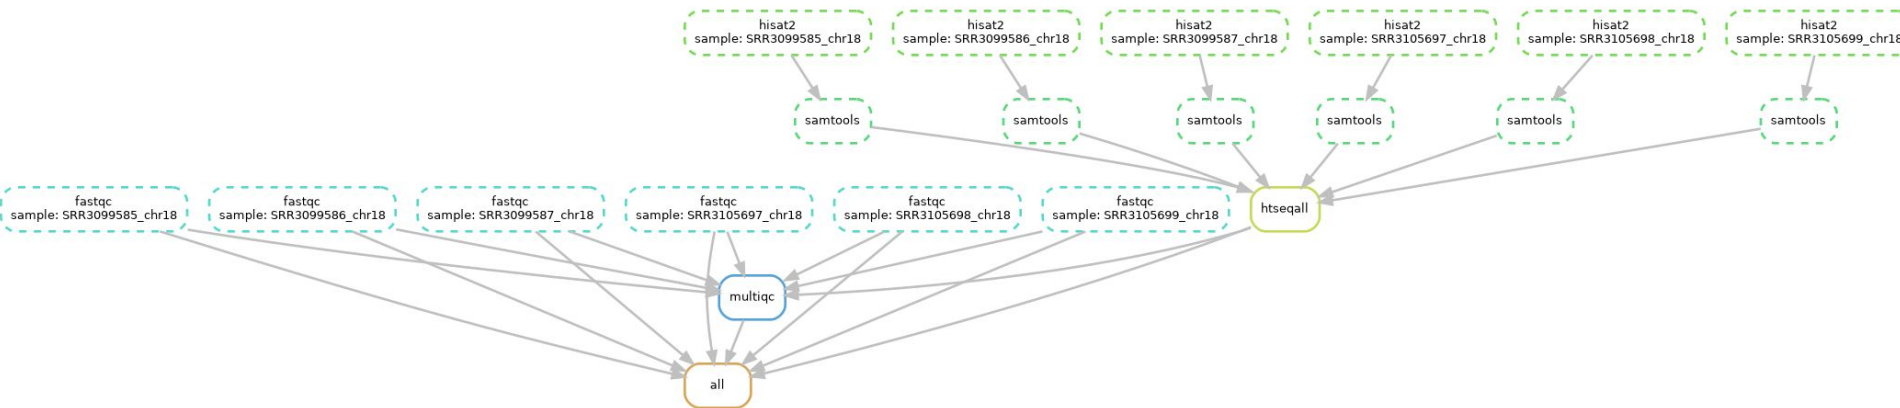 hisat2
sample: SRR3099585_chr18
hisat2
sample: SRR3099586_chr18
hisat2
sample: SRR3099587_chr18
hisat2
sample: SRR3105697_chr18
hisat2
sample: SRR3105698_chr18
hisat2
sample: SRR3105699_chr18
samtools
samtools
samtools
samtools
samtools
samtools
fastqc
sample: SRR3099585_chr18
fastqc
sample: SRR3099586_chr18
fastqc
sample: SRR3099587_chr18
fastqc
sample: SRR3105697_chr18
fastqc
sample: SRR3105698_chr18
fastqc
sample: SRR3105699_chr18
htseqall
multiqc
all